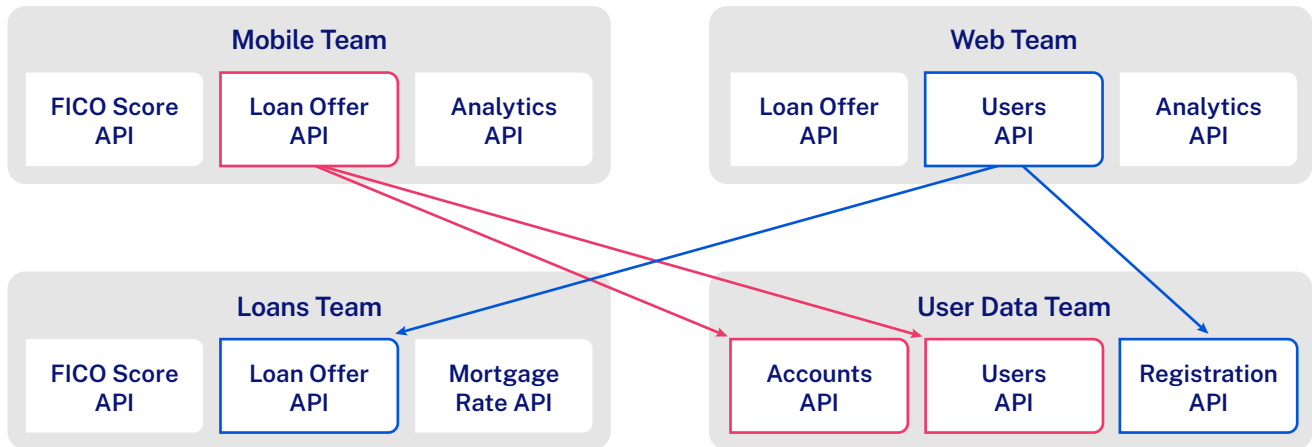 Mobile Team
FICO Score
API
Loan Offer
API
Analytics
API
Web Team
Loan Offer
API
Users
API
Analytics
API
Loans Team
FICO Score
API
Loan Offer
API
Mortgage
Rate API
User Data Team
Accounts
API
Users
API
Registration
API